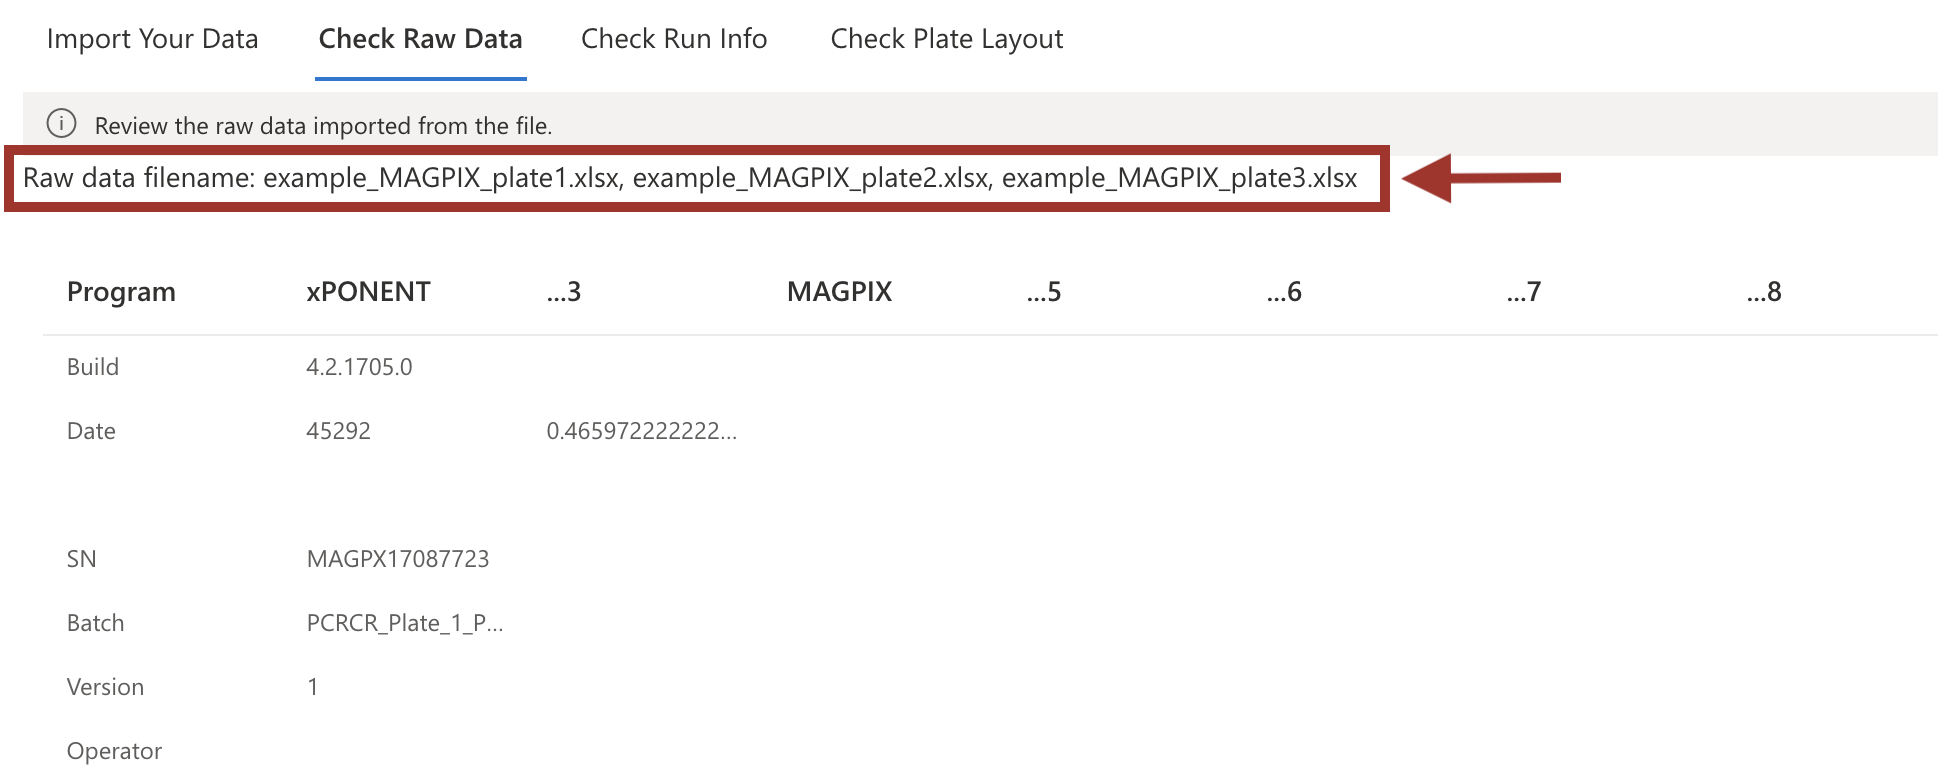 Import Your Data Check Raw Data Check Run Info Check Plate Layout
i Review the raw data imported from the file.
Raw data filename: example_MAGPIX_plate1.xlsx, example_MAGPIX_plate2.xlsx, example_MAGPIX_plate3.xlsx
Program xPONENT ...3 MAGPIX ...5 ...6 ...7 ...8
Build 4.2.1705.0
Date 45292 0.465972222222...
SN MAGPX17087723
Batch PCRCR_Plate_1_P...
Version 1
Operator